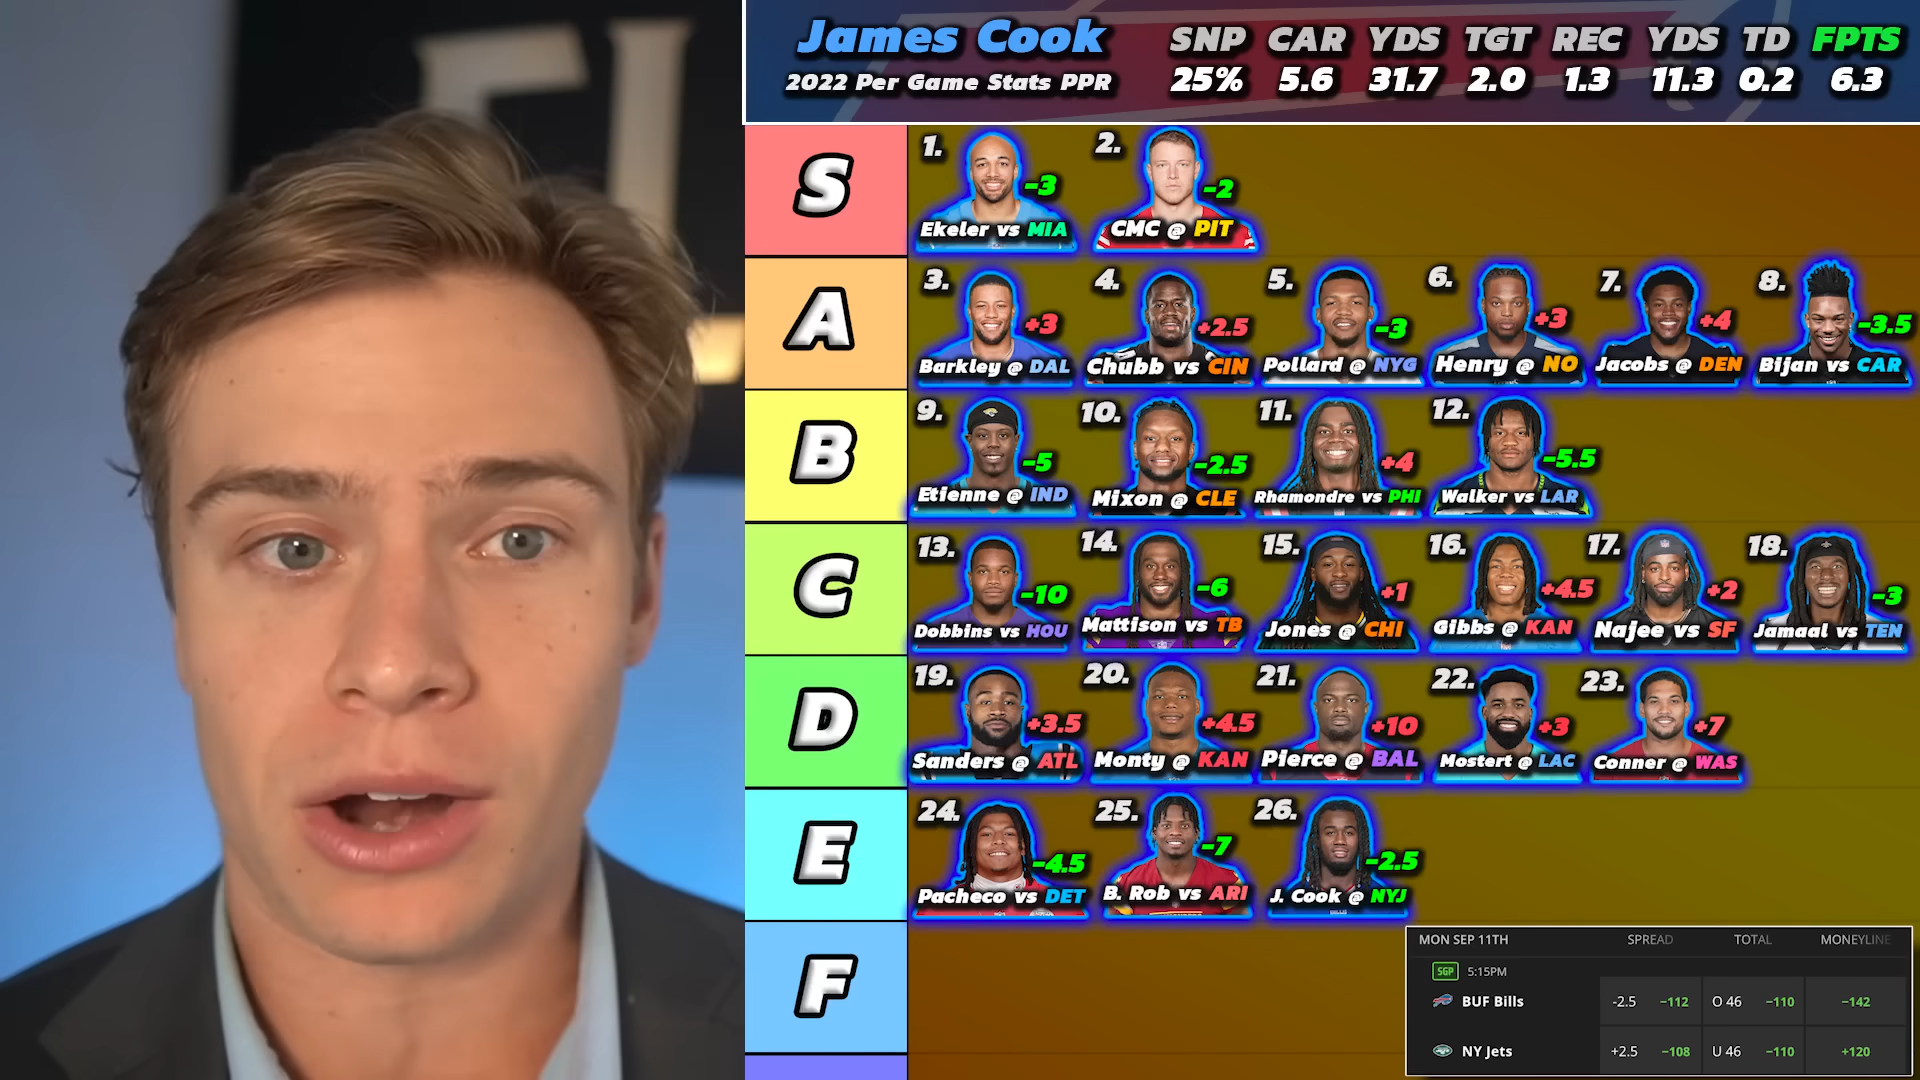 James Cook
2022 Per Game Stats PPR
SNP CAR YDS TGT REC YDS TD FPTS
25% 5.6 31.7 2.0 1.3 11.3 0.2 6.3
S
1. -3 Ekeler vs MIA
2. -2 CMC @ PIT
A
3. +3 Barkley @ DAL
4. +2.5 Chubb vs CIN
5. -3 Pollard @ NYG
6. +3 Henry @ NO
7. +4 Jacobs @ DEN
8. -3.5 Bijan vs CAR
B
9. -5 Etienne @ IND
10. -2.5 Mixon @ CLE
11. +4 Rhamondre vs PHI
12. -5.5 Walker vs LAR
C
13. -10 Dobbins vs HOU
14. -6 Mattison vs TB
15. +1 Jones @ CHI
16. +4.5 Gibbs @ KAN
17. +2 Najee vs SF
18. -3 Jamaal vs TEN
D
19. +3.5 Sanders @ ATL
20. +4.5 Monty @ KAN
21. +10 Pierce @ BAL
22. +3 Mostert @ LAC
23. +7 Conner @ WAS
E
24. -4.5 Pacheco vs DET
25. -7 B. Rob vs ARI
26. -2.5 J. Cook @ NYJ
F
MON SEP 11TH SPREAD TOTAL MONEYLINE
SGP 5:15PM
BUF Bills -2.5 −112 O 46 −110 −142
NY Jets +2.5 −108 U 46 −110 +120